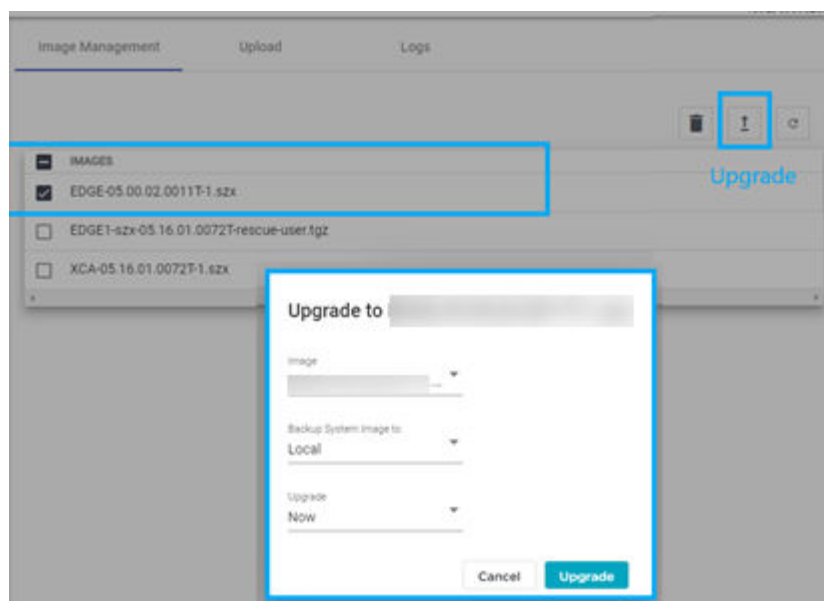 Image Management Upload Logs
Upgrade
IMAGES
EDGE-05.00.02.0011T-1.szx
EDGE1-szx-05.16.01.0072T-rescue-user.tgz
XCA-05.16.01.0072T-1.szx
Upgrade to
Image
Backup System Image to
Local
Upgrade
Now
Cancel Upgrade